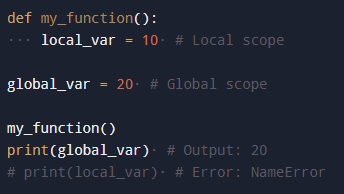 def my_function():
    local_var = 10 # Local scope
global_var = 20 # Global scope
my_function()
print(global_var) # Output: 20
# print(local_var) # Error: NameError